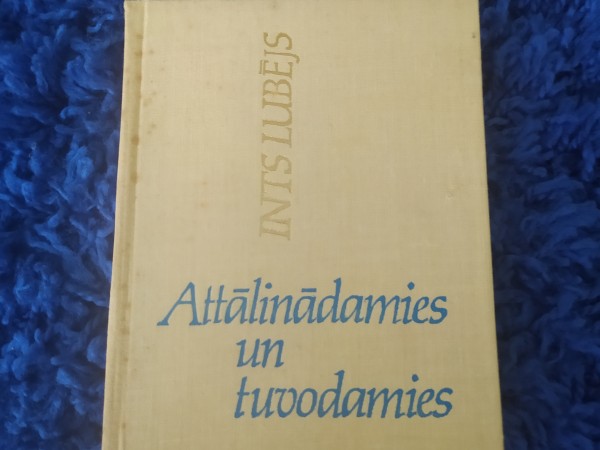 INTS LUBĒJS
Attālinādamies
un
tuvodamies